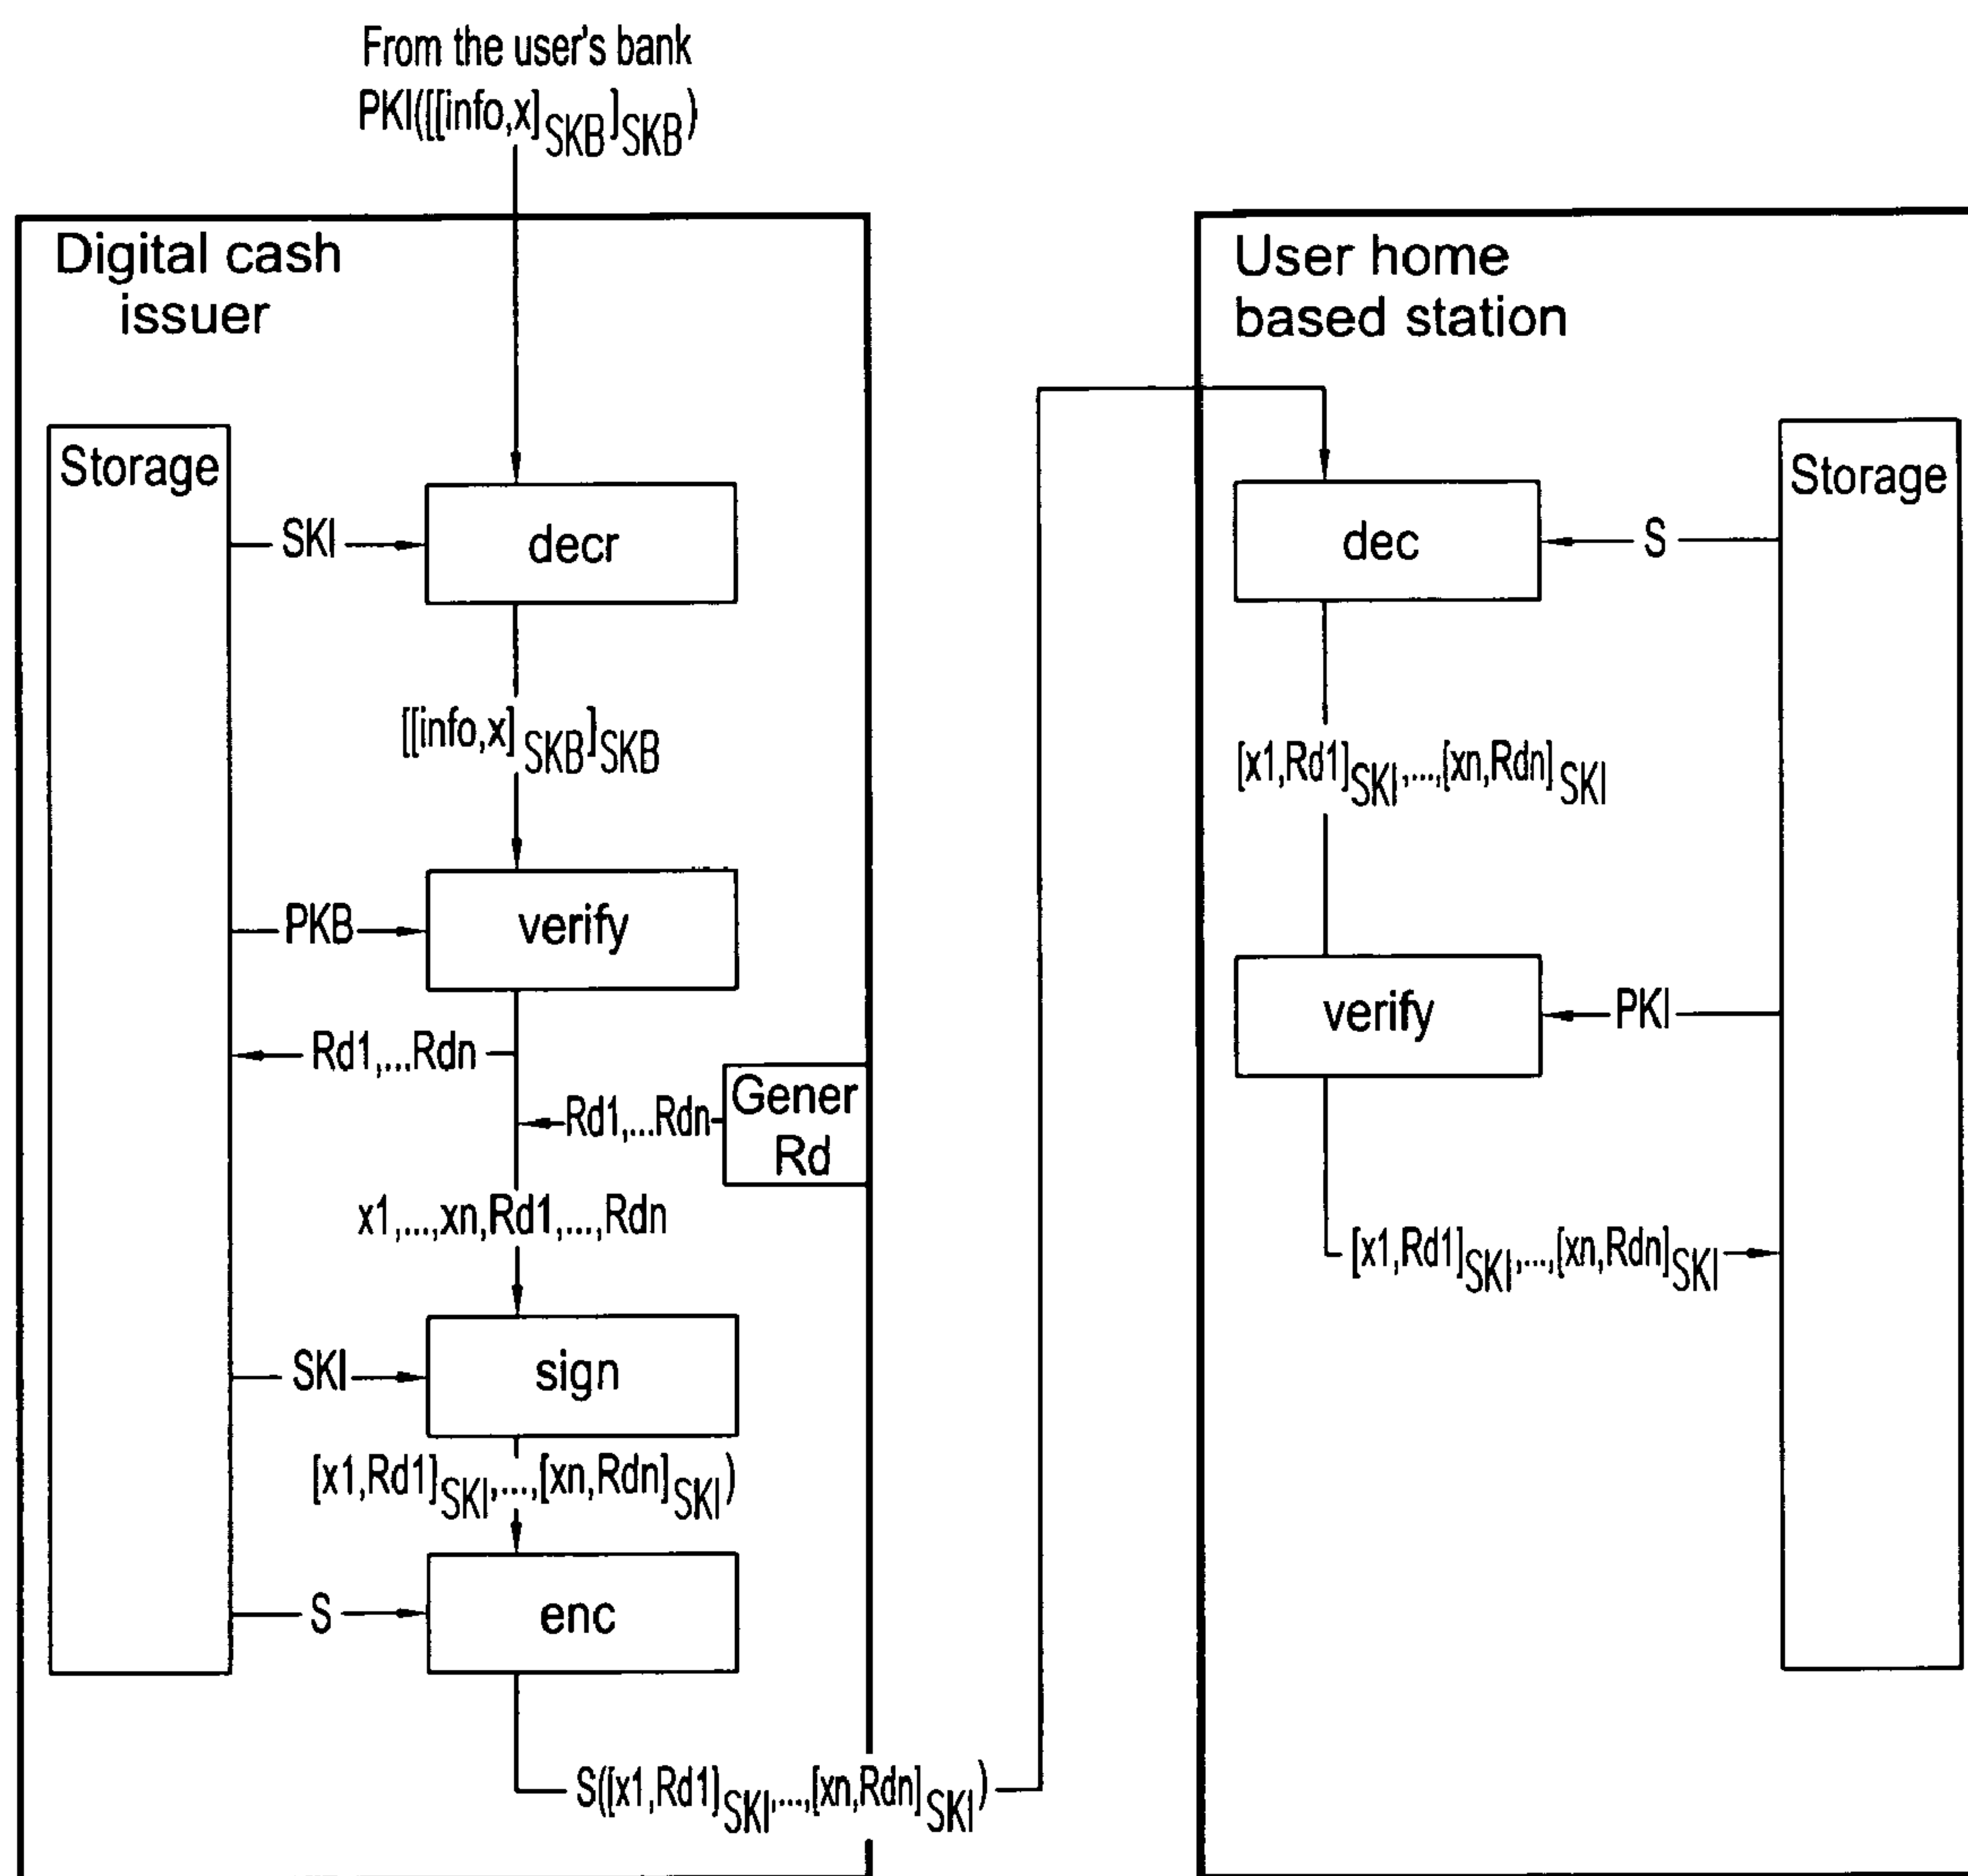 From the user's bank
PKI([[info,x]SKB]SKB)
Digital cash
issuer
Storage
SKI
decr
[[info,x]SKB]SKB
PKB
verify
Rd1,...Rdn
Rd1,...Rdn
Gener
Rd
x1,...,xn,Rd1,...,Rdn
SKI
sign
[x1,Rd1]SKI,...,[xn,Rdn]SKI)
S
enc
S([x1,Rd1]SKI,...,[xn,Rdn]SKI)
User home
based station
Storage
dec
S
[x1,Rd1]SKI,...,[xn,Rdn]SKI
verify
PKI
[x1,Rd1]SKI,...,[xn,Rdn]SKI